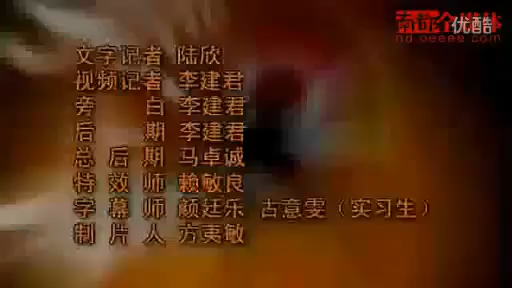 文字记者 陆欣
视频记者 李建君
旁白 李建君
后期 李建君
总后期 马卓诚
特效师 赖敏良
字幕师 颜廷乐 古意雯（实习生）
制片人 方夷敏
优酷